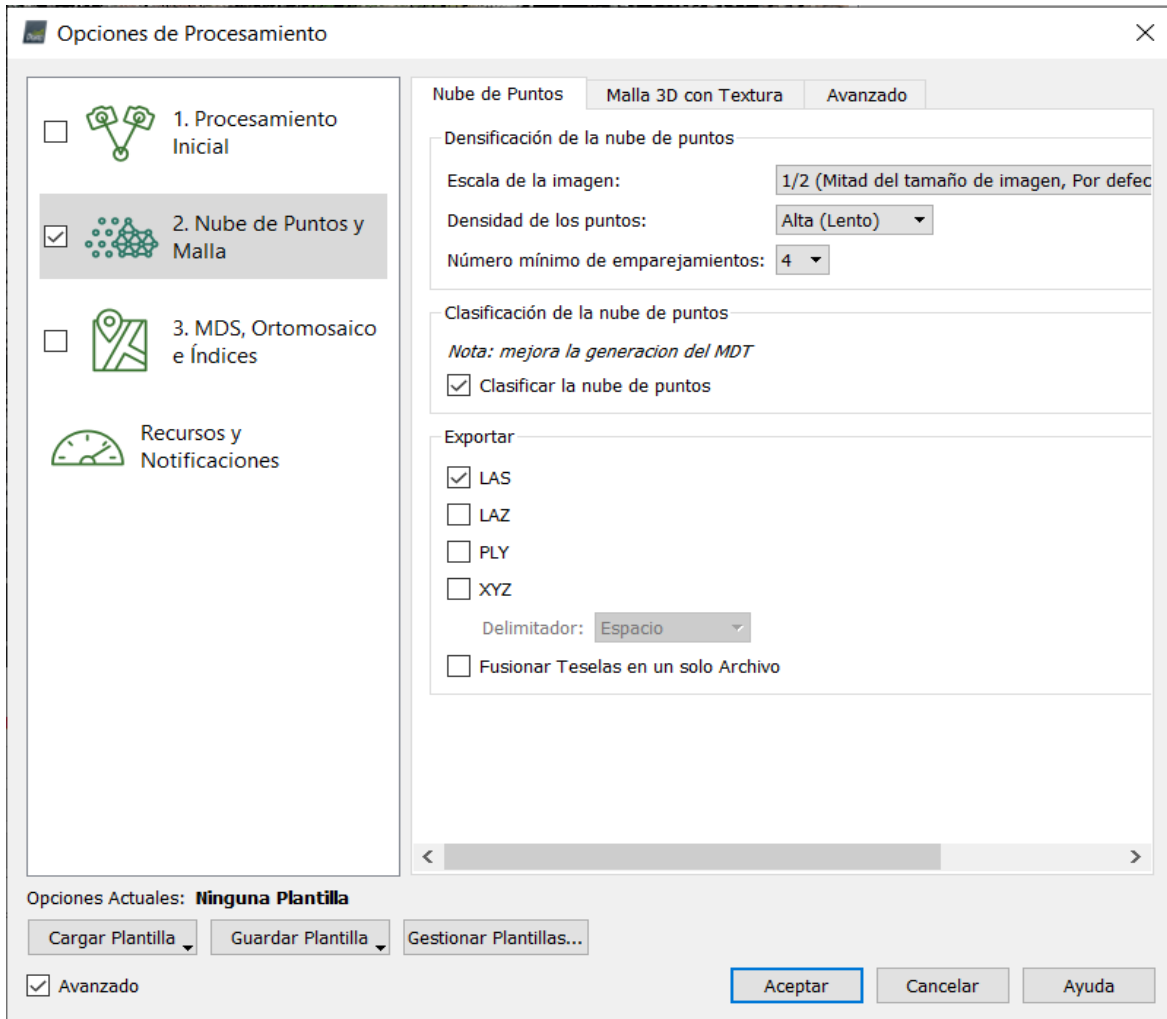 Opciones de Procesamiento
1. Procesamiento
Inicial
2. Nube de Puntos y
Malla
3. MDS, Ortomosaico
e Índices
Recursos y
Notificaciones
Nube de Puntos
Malla 3D con Textura
Avanzado
Densificación de la nube de puntos
Escala de la imagen: 1/2 (Mitad del tamaño de imagen, Por defec
Densidad de los puntos: Alta (Lento)
Número mínimo de emparejamientos: 4
Clasificación de la nube de puntos
Nota: mejora la generacion del MDT
Clasificar la nube de puntos
Exportar
LAS
LAZ
PLY
XYZ
Delimitador: Espacio
Fusionar Teselas en un solo Archivo
Opciones Actuales: Ninguna Plantilla
Cargar Plantilla
Guardar Plantilla
Gestionar Plantillas...
Avanzado
Aceptar
Cancelar
Ayuda